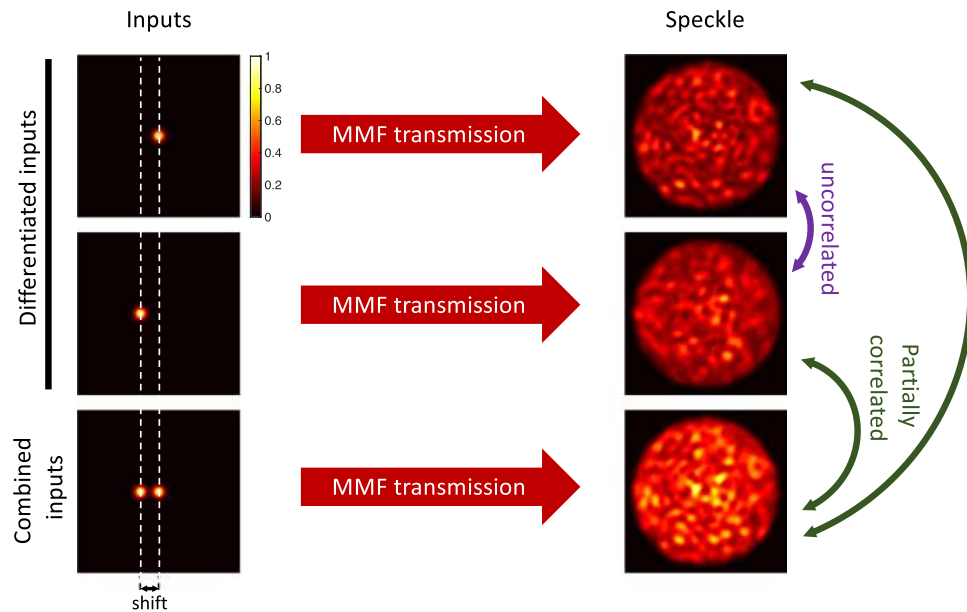 Inputs
Speckle
Differentiated inputs
1
0.8
0.6
0.4
0.2
0
MMF transmission
uncorrelated
MMF transmission
Partially
correlated
Combined
inputs
MMF transmission
shift